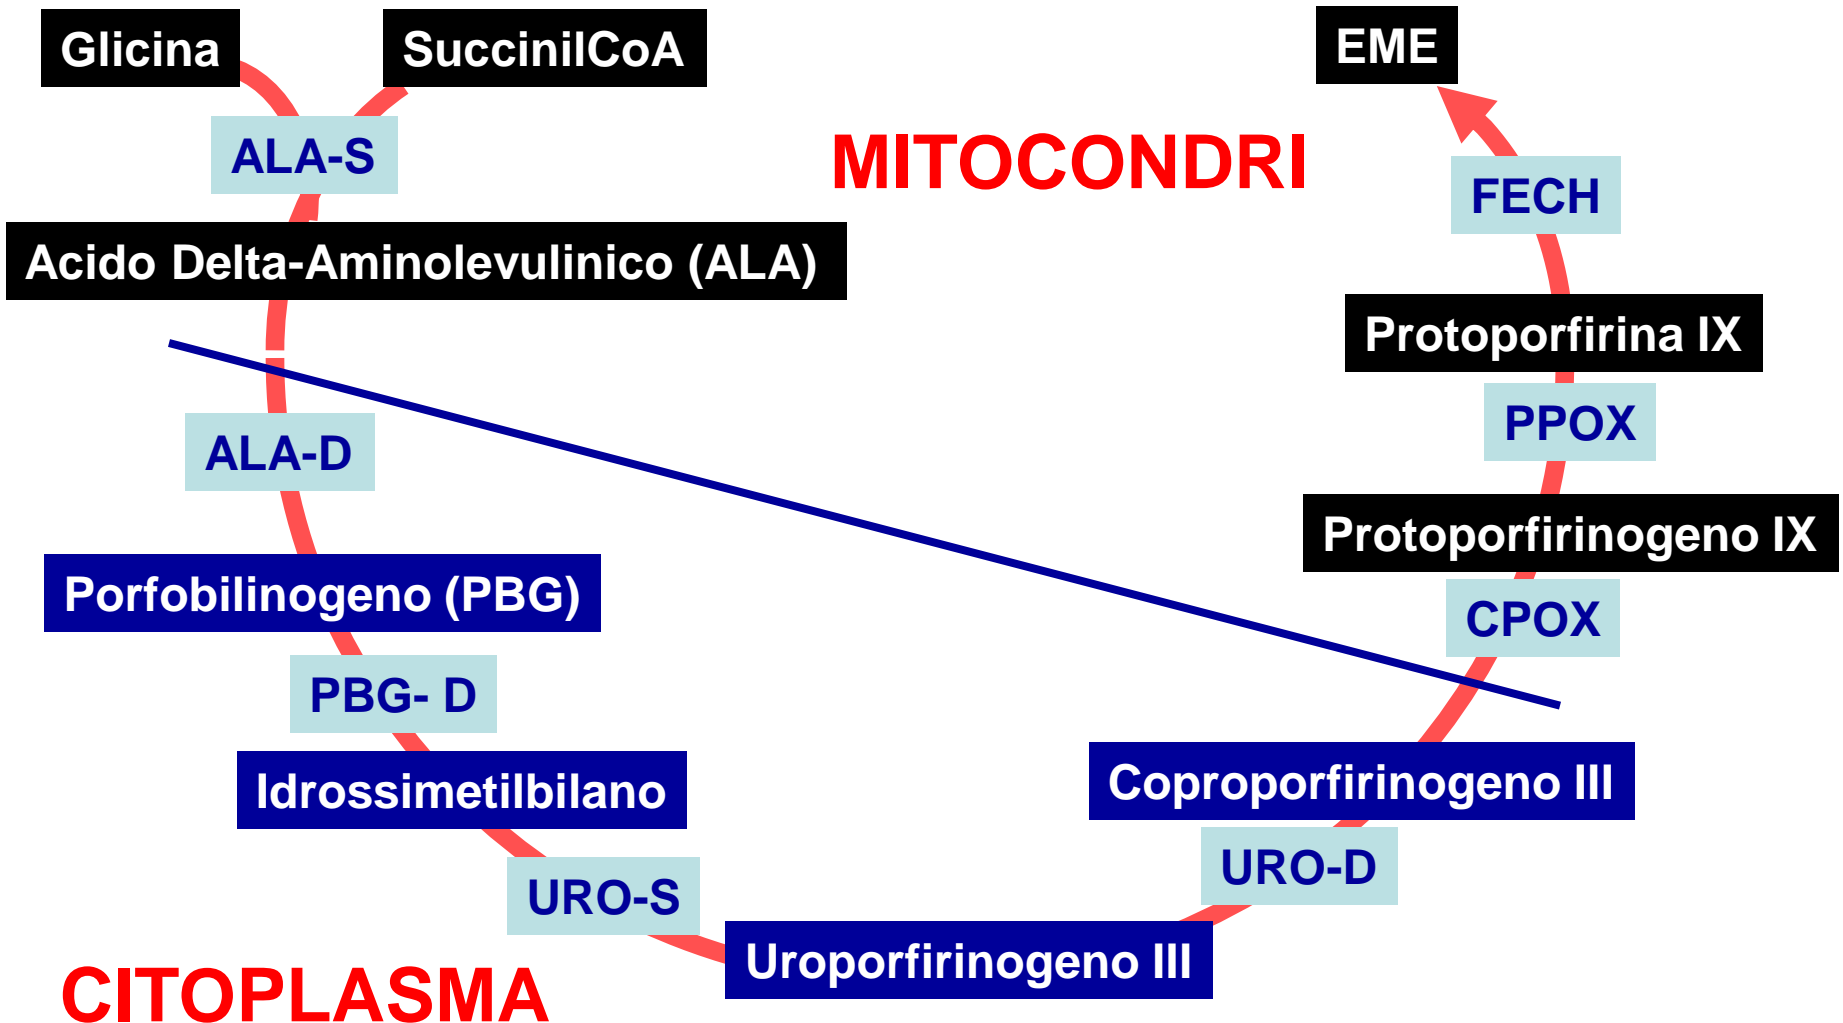 Glicina
SuccinilCoA
EME
MITOCONDRI
ALA-S
FECH
Acido Delta-Aminolevulinico (ALA)
Protoporfirina IX
PPOX
ALA-D
Protoporfirinogeno IX
Porfobilinogeno (PBG)
CPOX
PBG- D
Idrossimetilbilano
Coproporfirinogeno III
URO-D
URO-S
Uroporfirinogeno III
CITOPLASMA